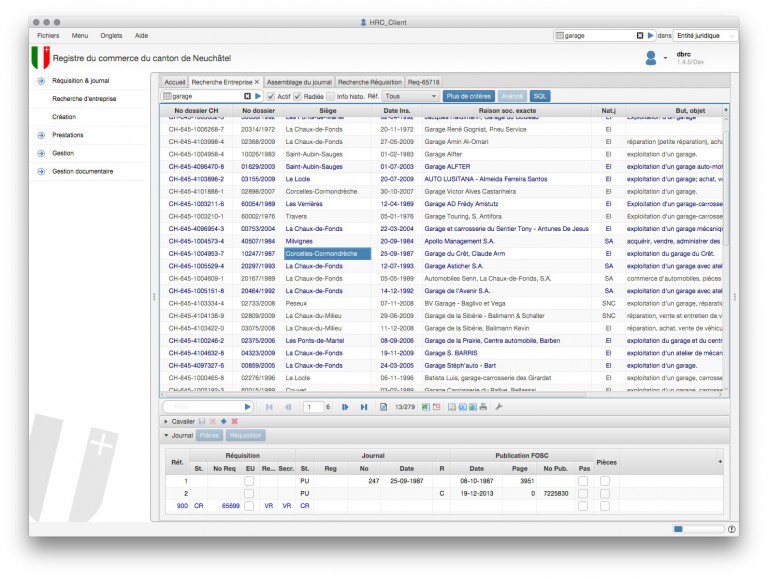 HRC_Client
Fichiers Menu Onglets Aide garage dans Entité juridique
Registre du commerce du canton de Neuchâtel dbrc
1.4.5/Dev
Réquisition & journal
Recherche d'entreprise
Création
Prestations
Gestion
Gestion documentaire
Accueil Recherche Entreprise Assemblage du journal Recherche Réquisition Req-65716
garage Actif Radiée Info histo. Réf. Tous Plus de critères Avancé SQL
No dossier CH No dossier Siège Date Ins. Raison soc. exacte Nat.j But, objet
CH-645-1006268-7 20314/1972 La Chaux-de-Fonds 20-11-1972 Garage René Gogniat, Pneu Service EI
CH-645-4103998-4 02368/2009 La Chaux-de-Fonds 27-05-2009 Garage Amin Al-Omari EI réparation (petite réparation), ach
CH-645-1004958-4 10026/1983 Saint-Aubin-Sauges 01-02-1983 Garage Alfter EI exploitation d'un garage.
CH-645-4096470-8 01629/2003 Saint-Aubin-Sauges 20-07-2003 Garage ALFTER EI exploitation d'un garage auto-mot
CH-645-4103896-2 03155/2009 Le Locle 20-07-2009 AUTO LUSITANA - Almeida Ferreira Santos EI exploitation d'un garage; achat, v
CH-645-4101888-1 02898/2007 Corcelles-Cormondrèche 30-10-2007 Garage Victor Alves Castanheira EI exploitation d'un garage.
CH-645-1003211-6 60054/1989 Les Verrières 12-04-1989 Garage AD Frédy Amstutz EI Exploitation d'un garage-carrosse
CH-645-1003210-1 60002/1976 Travers 05-01-1976 Garage Touring, S. Antifora EI Exploitation d'un garage.
CH-645-4096954-3 00753/2004 La Chaux-de-Fonds 22-03-2004 Garage et carrosserie du Sentier Tony - Antunes De Jesus EI exploitation d'un garage mécaniq
CH-645-1004573-4 40507/1984 Milvignes 20-09-1984 Apollo Management S.A. SA acquérir, vendre, administrer des
CH-645-1004953-7 10247/1987 Corcelles-Cormondrèche 25-09-1987 Garage du Crêt, Claude Arm EI exploitation du garage du Crêt.
CH-645-1005529-4 20297/1993 La Chaux-de-Fonds 12-07-1993 Garage Asticher S.A. SA exploitation d'un garage avec atel
CH-645-1004609-1 20167/1989 La Chaux-de-Fonds 05-05-1989 Automobiles Senn, La Chaux-de-Fonds, S.A. SA commerce d'automobiles, pièces
CH-645-1005151-8 20464/1992 La Chaux-de-Fonds 14-12-1992 Garage de l'Avenir S.A. SA exploitation d'un garage avec atel
CH-645-4103334-4 02733/2008 Peseux 07-11-2008 BV Garage - Baglivo et Vega SNC exploitation d'un garage, réparatio
CH-645-4104138-9 02809/2009 La Chaux-du-Milieu 29-06-2009 Garage de la Sibérie - Ballmann & Schaller SNC exploitation d'un garage.
CH-645-4103422-0 03075/2008 La Chaux-du-Milieu 11-12-2008 Garage de la Sibérie, Ballmann Kevin EI réparation, achat, vente de véhicu
CH-645-4100246-2 02375/2006 Les Ponts-de-Martel 08-09-2006 Garage de la Prairie, Centre automobile, Barben EI exploitation du garage et du centr
CH-645-4104632-8 04323/2009 La Chaux-de-Fonds 19-11-2009 Garage S. BARRIS EI exploitation d'un atelier de mécan
CH-645-4097327-6 00859/2005 La Chaux-de-Fonds 24-03-2005 Garage Stéph'auto - Bart EI exploitation d'un garage.
CH-645-1000465-8 02276/1996 Le Locle 06-11-1996 Batista Luis, garage-carrosserie des Girardet EI exploitation d'un garage, carrosse
1 6 13/279
Cavalier
Journal Pièces Réquisition
Réquisition Journal Publication FOSC
Réf. St. No Req EU Re... Secr. St. Reg No Date R Date Page No Pub. Pas Pièces
1 PU 247 25-09-1987 08-10-1987 3951
2 PU C 19-12-2013 0 7225830
900 CR 65699 VR VR CR